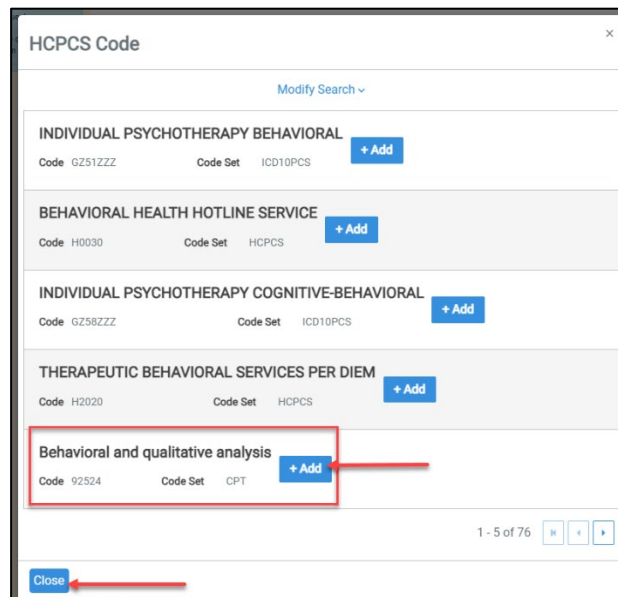 HCPCS Code
×
Modify Search
INDIVIDUAL PSYCHOTHERAPY BEHAVIORAL
+ Add
Code GZ51ZZZ Code Set ICD10PCS
BEHAVIORAL HEALTH HOTLINE SERVICE
+ Add
Code H0030 Code Set HCPCS
INDIVIDUAL PSYCHOTHERAPY COGNITIVE-BEHAVIORAL
+ Add
Code GZ58ZZZ Code Set ICD10PCS
THERAPEUTIC BEHAVIORAL SERVICES PER DIEM
+ Add
Code H2020 Code Set HCPCS
Behavioral and qualitative analysis
+ Add
Code 92524 Code Set CPT
1 - 5 of 76
Close